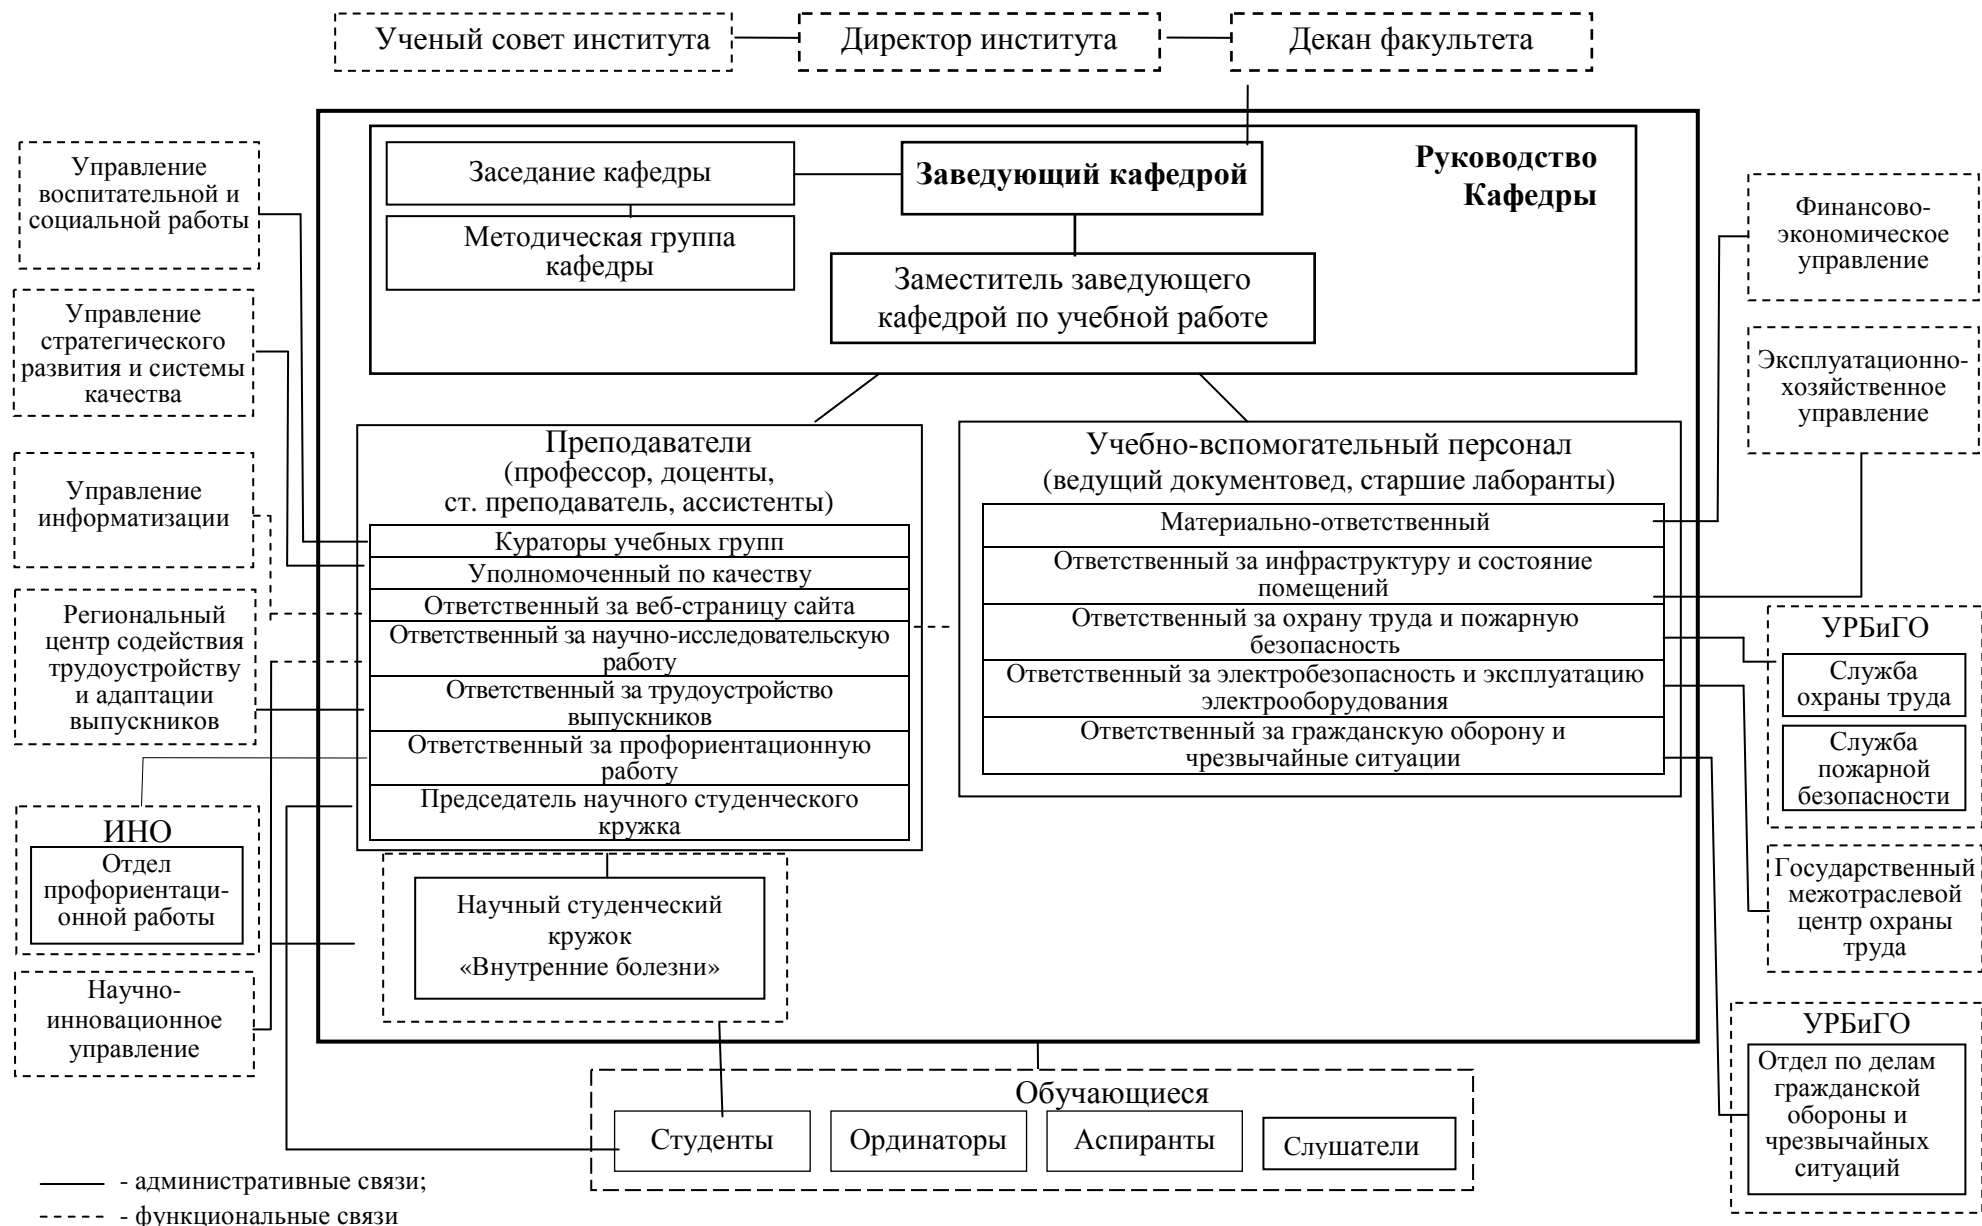 Ученый совет института
Директор института
Декан факультета
Управление
воспитательной и
социальной работы
Управление
стратегического
развития и системы
качества
Управление
информатизации
Региональный
центр содействия
трудоустройству
и адаптации
выпускников
ИНО
Отдел
профориентаци-
онной работы
Научно-
инновационное
управление
Заседание кафедры
Методическая группа
кафедры
Заведующий кафедрой
Руководство
Кафедры
Заместитель заведующего
кафедрой по учебной работе
Преподаватели
(профессор, доценты,
ст. преподаватель, ассистенты)
Кураторы учебных групп
Уполномоченный по качеству
Ответственный за веб-страницу сайта
Ответственный за научно-исследовательскую
работу
Ответственный за трудоустройство
выпускников
Ответственный за профориентационную
работу
Председатель научного студенческого
кружка
Научный студенческий
кружок
«Внутренние болезни»
Учебно-вспомогательный персонал
(ведущий документовед, старшие лаборанты)
Материально-ответственный
Ответственный за инфраструктуру и состояние
помещений
Ответственный за охрану труда и пожарную
безопасность
Ответственный за электробезопасность и эксплуатацию
электрооборудования
Ответственный за гражданскую оборону и
чрезвычайные ситуации
Финансово-
экономическое
управление
Эксплуатационно-
хозяйственное
управление
УРБиГО
Служба
охраны труда
Служба
пожарной
безопасности
Государственный
межотраслевой
центр охраны
труда
УРБиГО
Отдел по делам
гражданской
обороны и
чрезвычайных
ситуаций
Обучающиеся
Студенты
Ординаторы
Аспиранты
Слушатели
- административные связи;
- функциональные связи